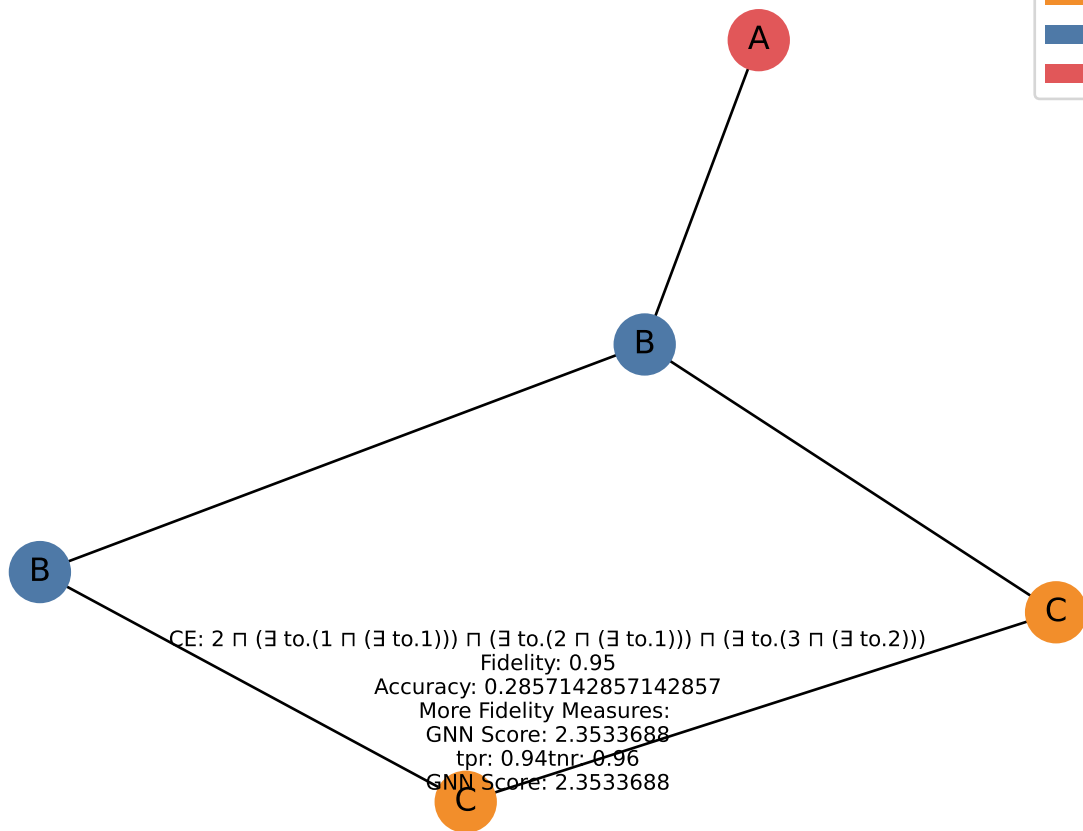 A
B
B
C
CE: 2 ⊓ (∃ to.(1 ⊓ (∃ to.1))) ⊓ (∃ to.(2 ⊓ (∃ to.1))) ⊓ (∃ to.(3 ⊓ (∃ to.2)))
Fidelity: 0.95
Accuracy: 0.2857142857142857
More Fidelity Measures:
GNN Score: 2.3533688
tpr: 0.94tnr: 0.96
GNN Score: 2.3533688
C